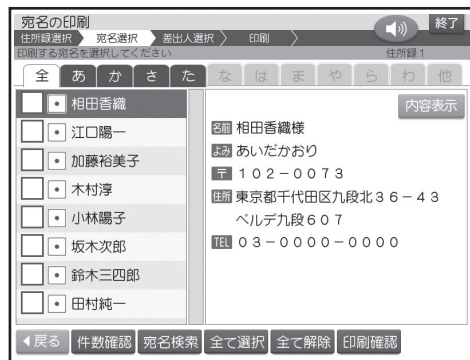 宛名の印刷
終了
住所録選択 宛名選択 差出人選択 印刷
印刷する宛名を選択してください 住所録1
全 あ か さ た な は ま や ら わ 他
相田香織
江口陽一
加藤裕美子
木村淳
小林陽子
坂木次郎
鈴木三四郎
田村純一
内容表示
名前 相田香織様
よみ あいだかおり
〒 102-0073
住所 東京都千代田区九段北36-43
ベルデ九段607
TEL 03-0000-0000
戻る 件数確認 宛名検索 全て選択 全て解除 印刷確認